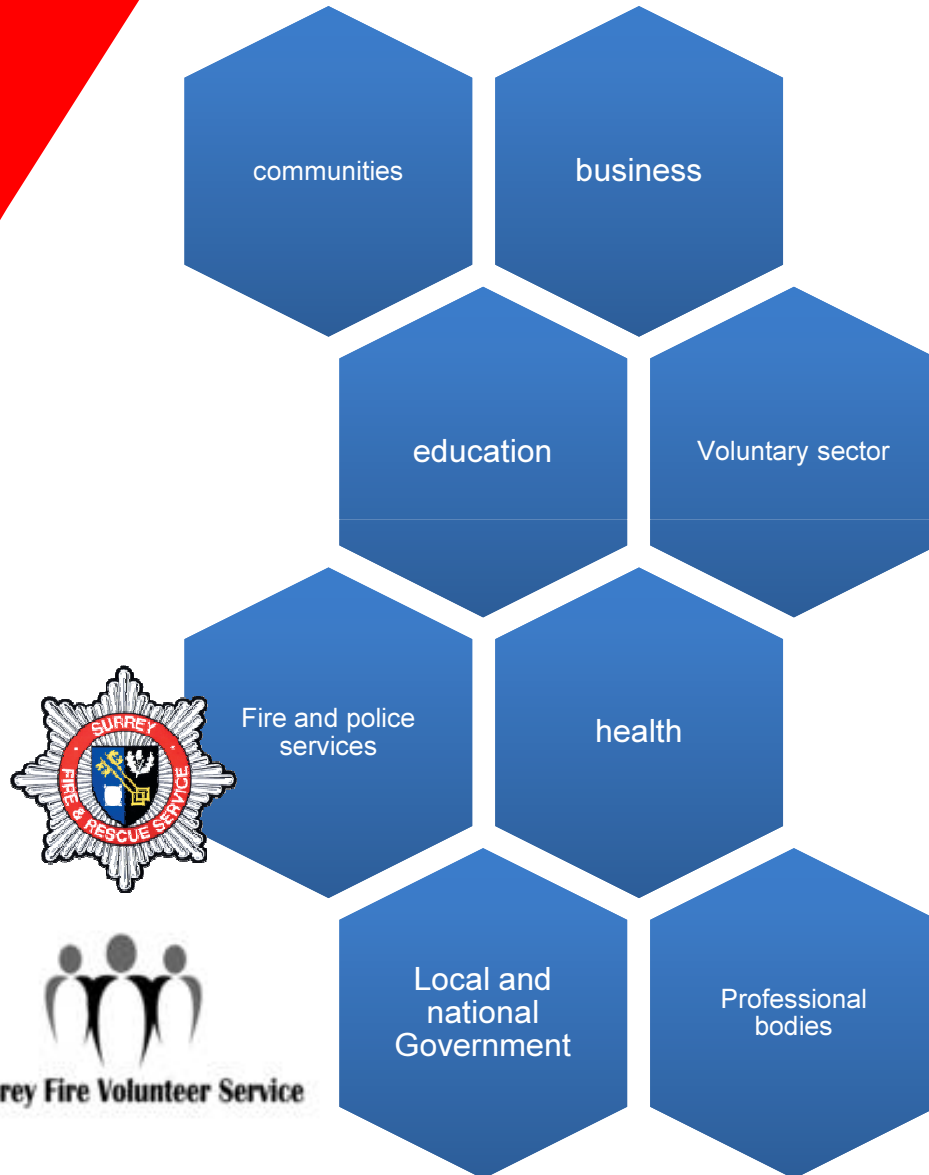 communities
business
education
Voluntary sector
Fire and police
services
health
SURREY
FIRE & RESCUE SERVICE
Local and
national
Government
Professional
bodies
rey Fire Volunteer Service